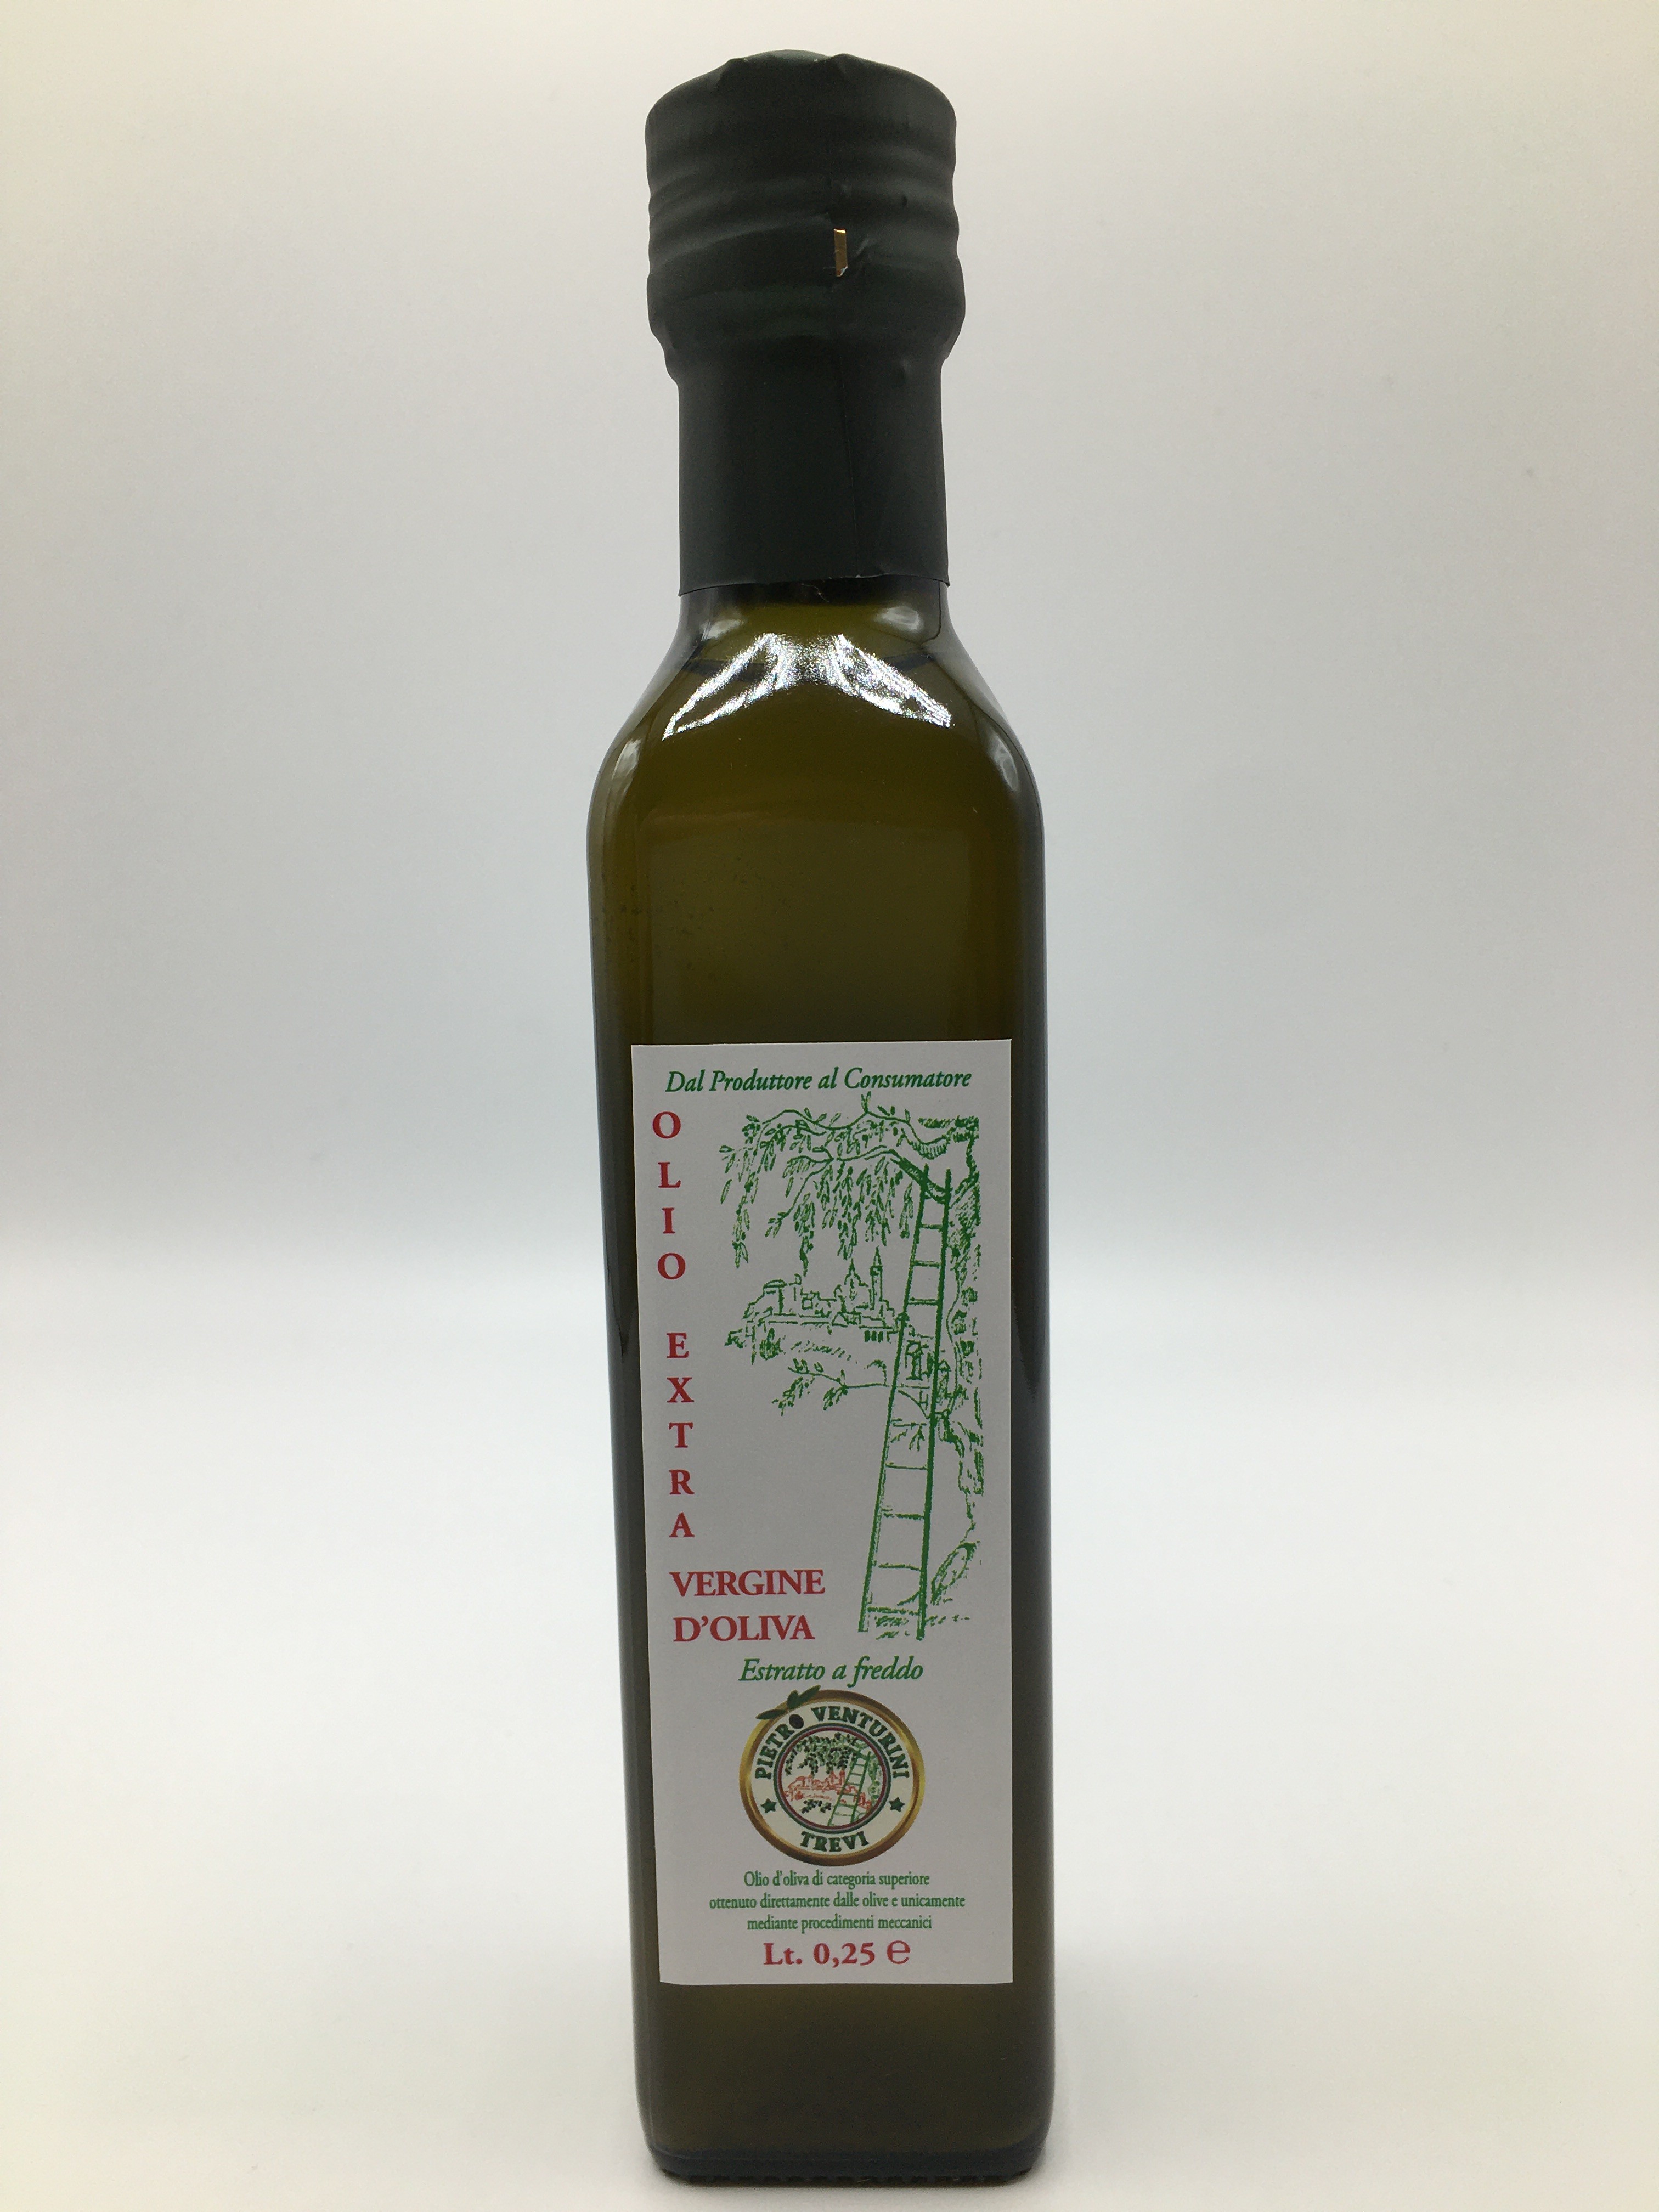 Dal Produttore al Consumatore
OLIO
EXTRA
VERGINE
D'OLIVA
Estratto a freddo
PIETRO VENTURINI
TREVI
Olio d'oliva di categoria superiore
ottenuto direttamente dalle olive e unicamente
mediante procedimenti meccanici
Lt. 0,25 ℮